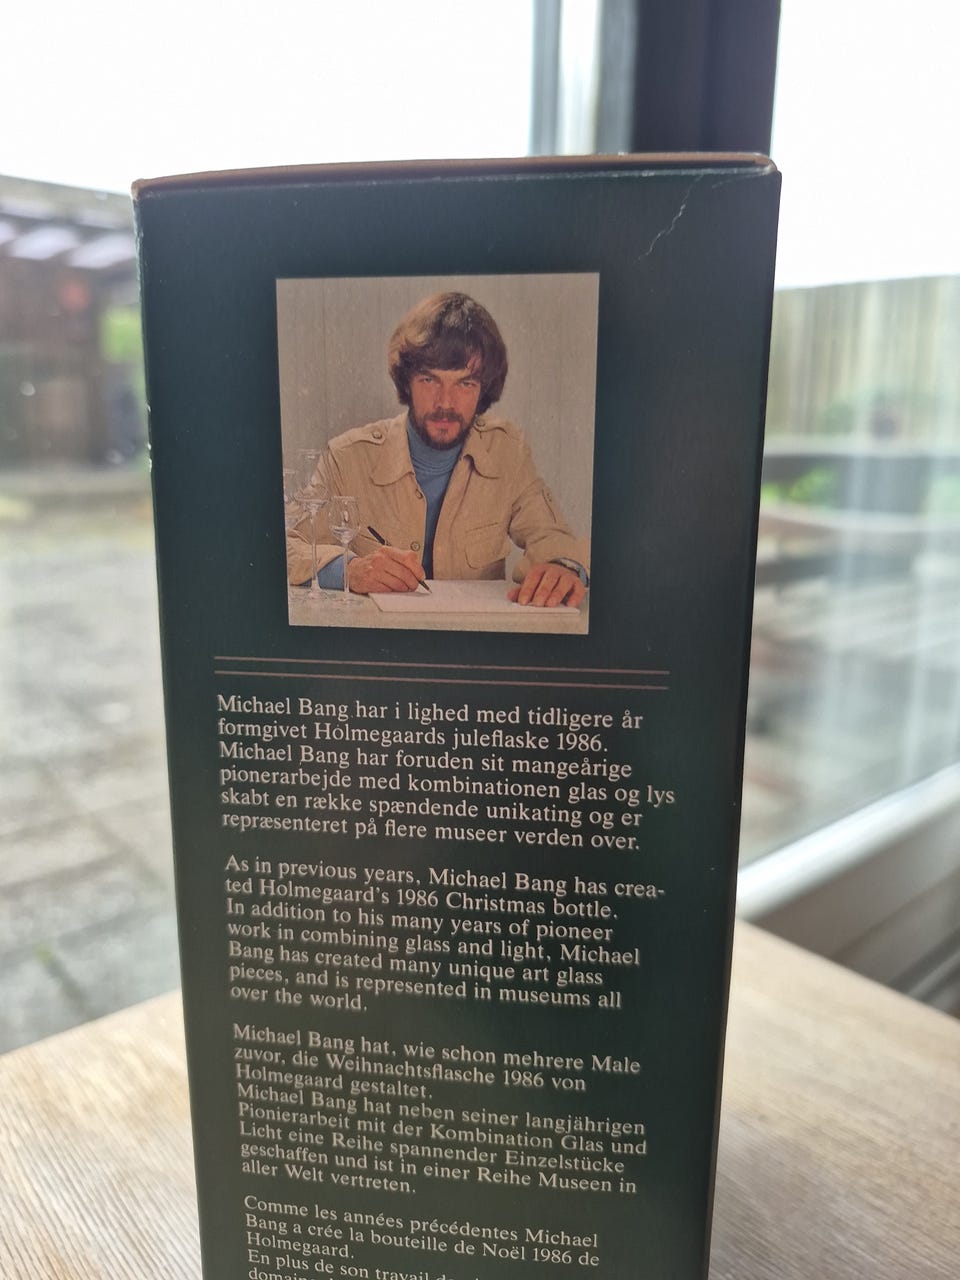 Michael Bang har i lighed med tidligere år
formgivet Holmegaards juleflaske 1986.
Michael Bang har foruden sit mangeårige
pionerarbejde med kombinationen glas og lys
skabt en række spændende unikating og er
repræsenteret på flere museer verden over.
As in previous years, Michael Bang has crea-
ted Holmegaard's 1986 Christmas bottle.
In addition to his many years of pioneer
work in combining glass and light, Michael
Bang has created many unique art glass
pieces, and is represented in museums all
over the world.
Michael Bang hat, wie schon mehrere Male
zuvor, die Weihnachtsflasche 1986 von
Holmegaard gestaltet.
Michael Bang hat neben seiner langjährigen
Pionierarbeit mit der Kombination Glas und
Licht eine Reihe spannender Einzelstücke
geschaffen und ist in einer Reihe Museen in
aller Welt vertreten.
Comme les années précédentes Michael
Bang a crée la bouteille de Noël 1986 de
Holmegaard.
En plus de son travail